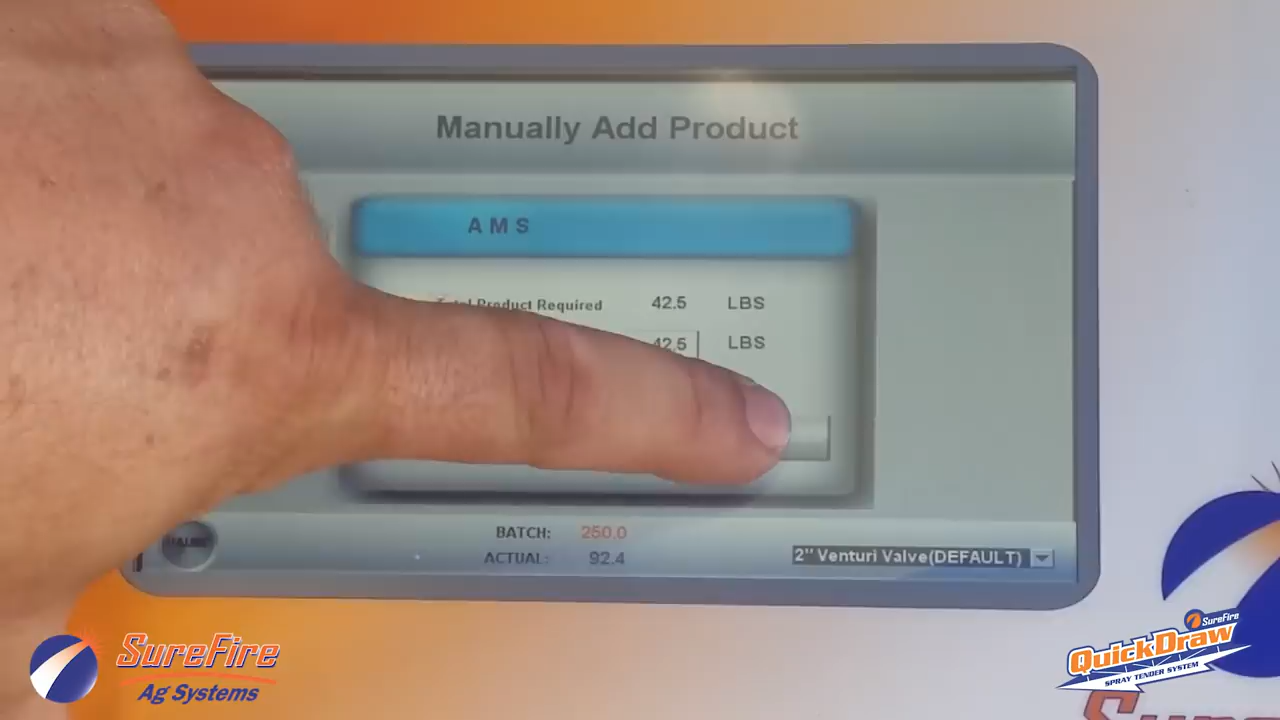 Manually Add Product
A M S
Total Product Required 42.5 LBS
42.5 LBS
BATCH: 250.0
ACTUAL: 92.4
2" Venturi Valve(DEFAULT)
SureFire
Ag Systems
SureFire
QuickDraw
SPRAY TENDER SYSTEM